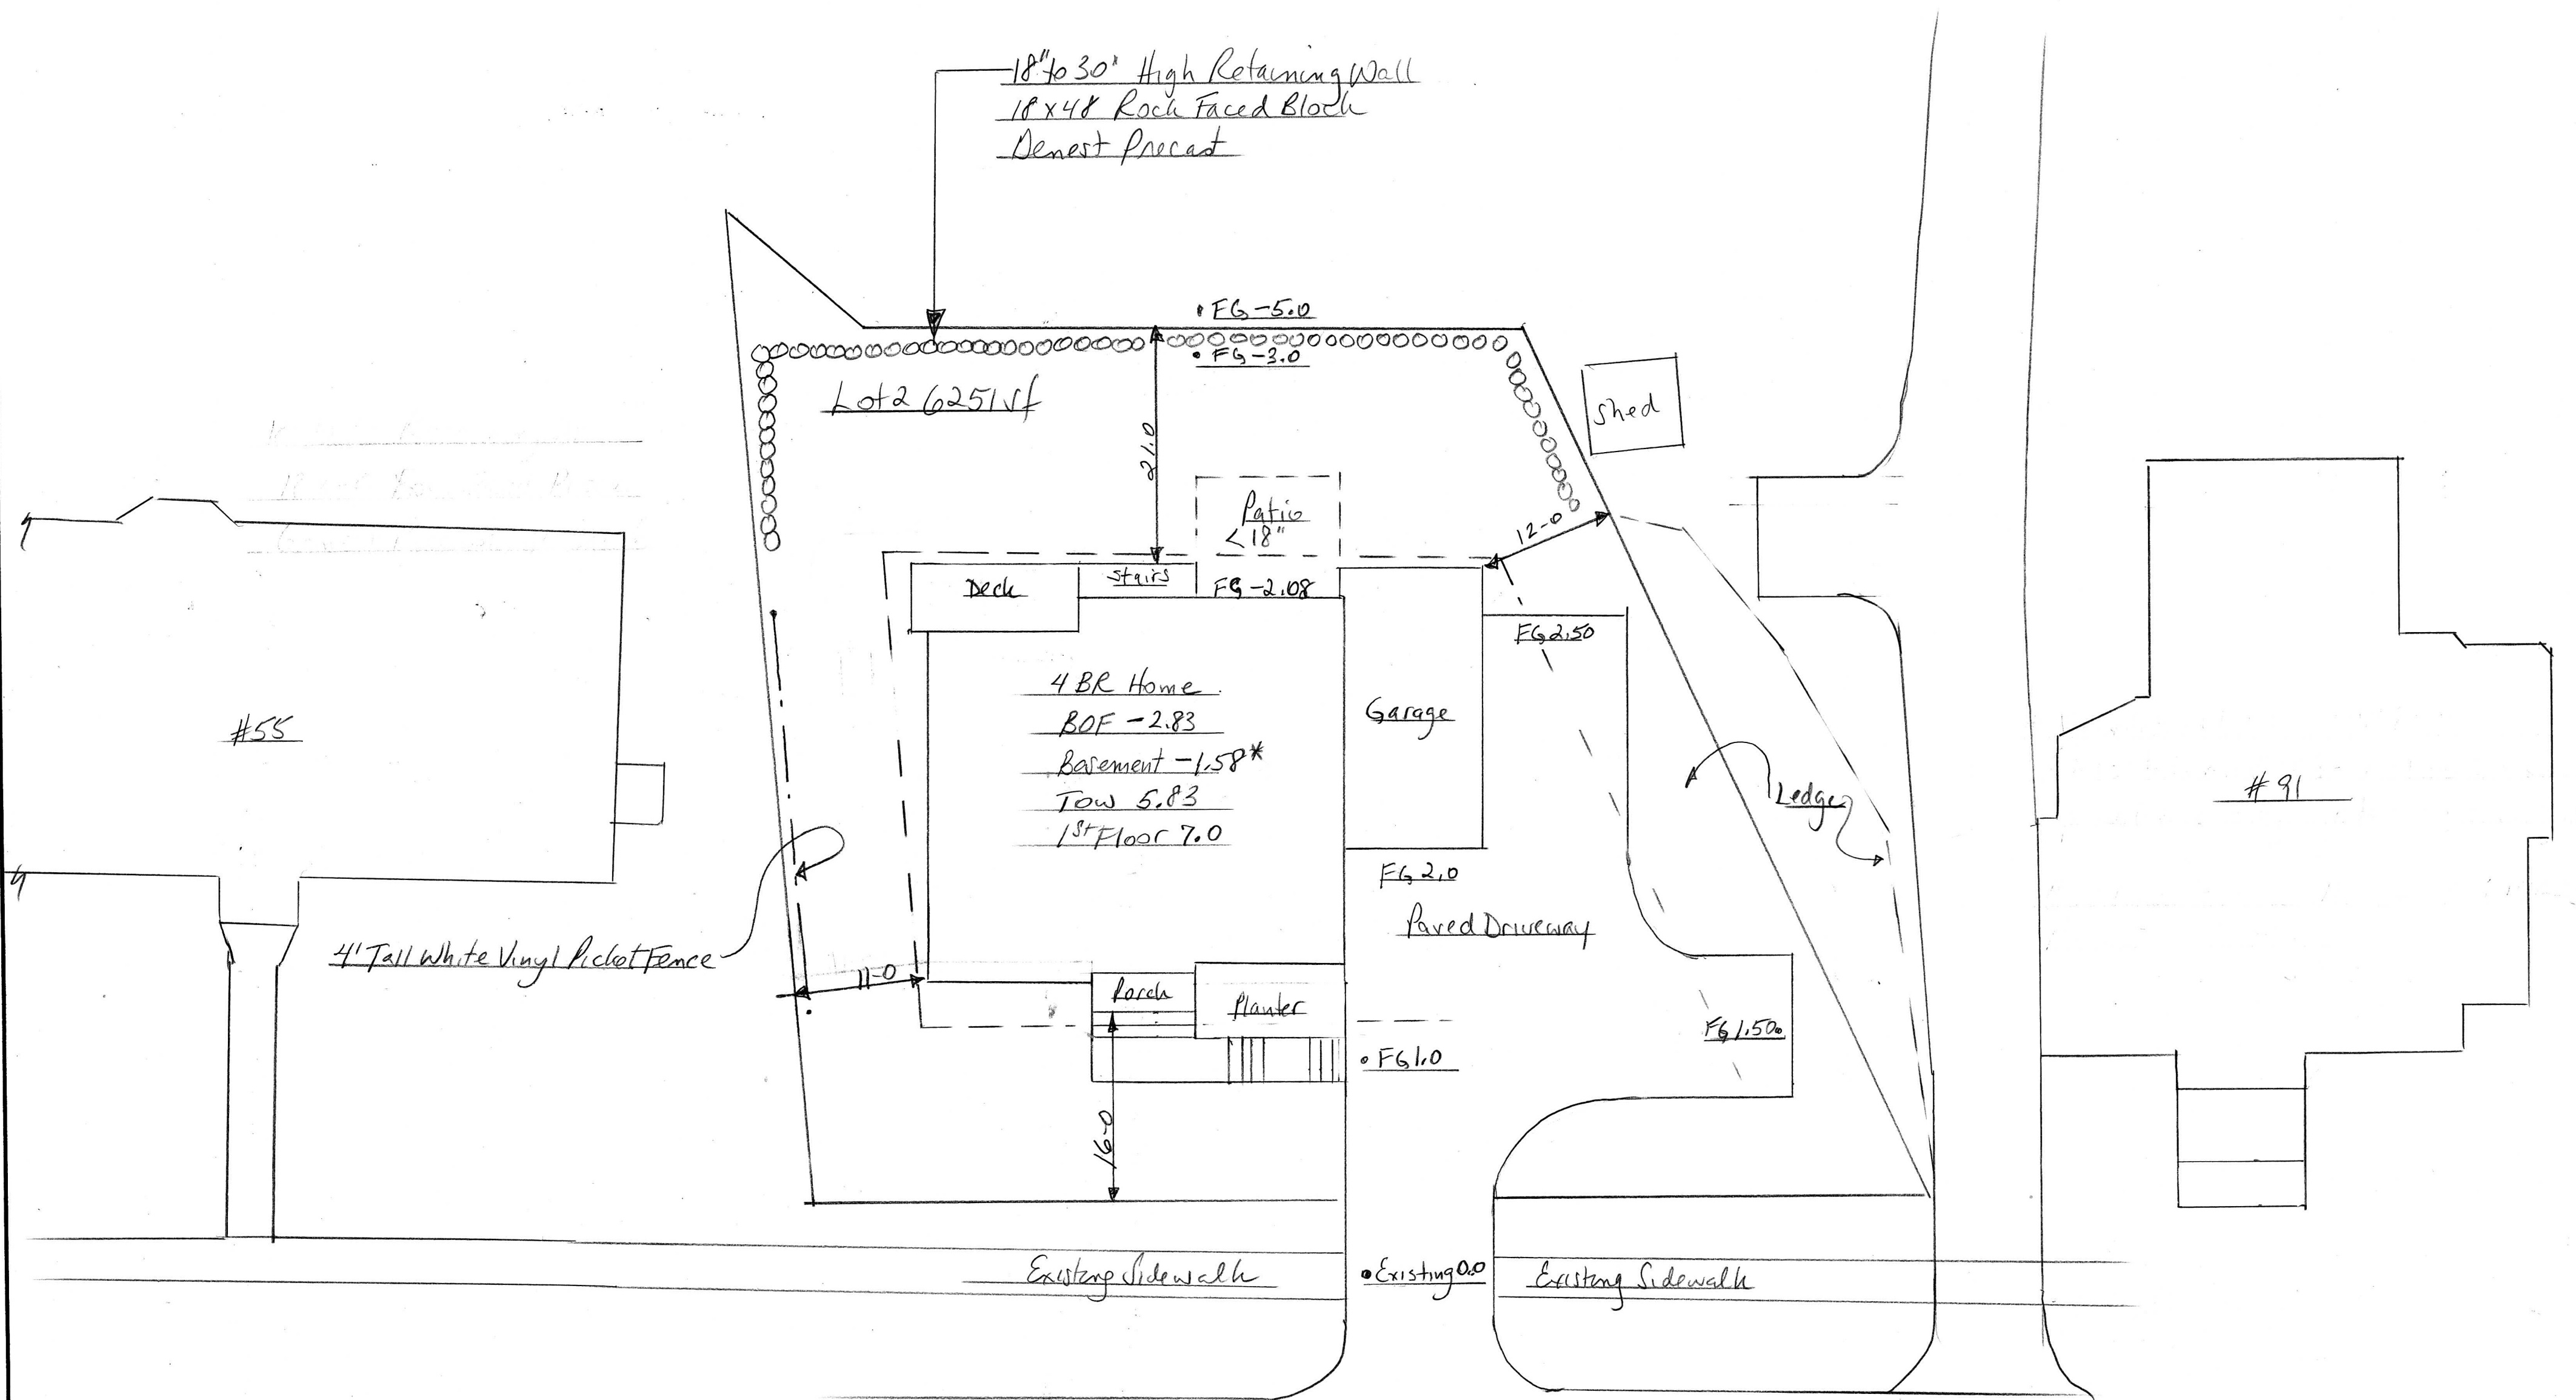 18" to 30" High Retaining Wall
18x48 Rock Faced Block
Precast
• FG -5.0
• FG -3.0
Lot 2 6251 sf
21.0
Shed
Patio
<18"
12-0
Deck
Stairs
FG -2.08
FG 2.50
4 BR Home
BOF -2.83
Basement -1.58*
TOW 5.83
1st Floor 7.0
Garage
#55
#91
Ledge
FG 2.0
Paved Driveway
4' Tall White Vinyl Picket Fence
11-0
Porch
Planter
FG 1.50
• FG 1.0
16-0
Existing Sidewalk
• Existing 0.0
Existing Sidewalk